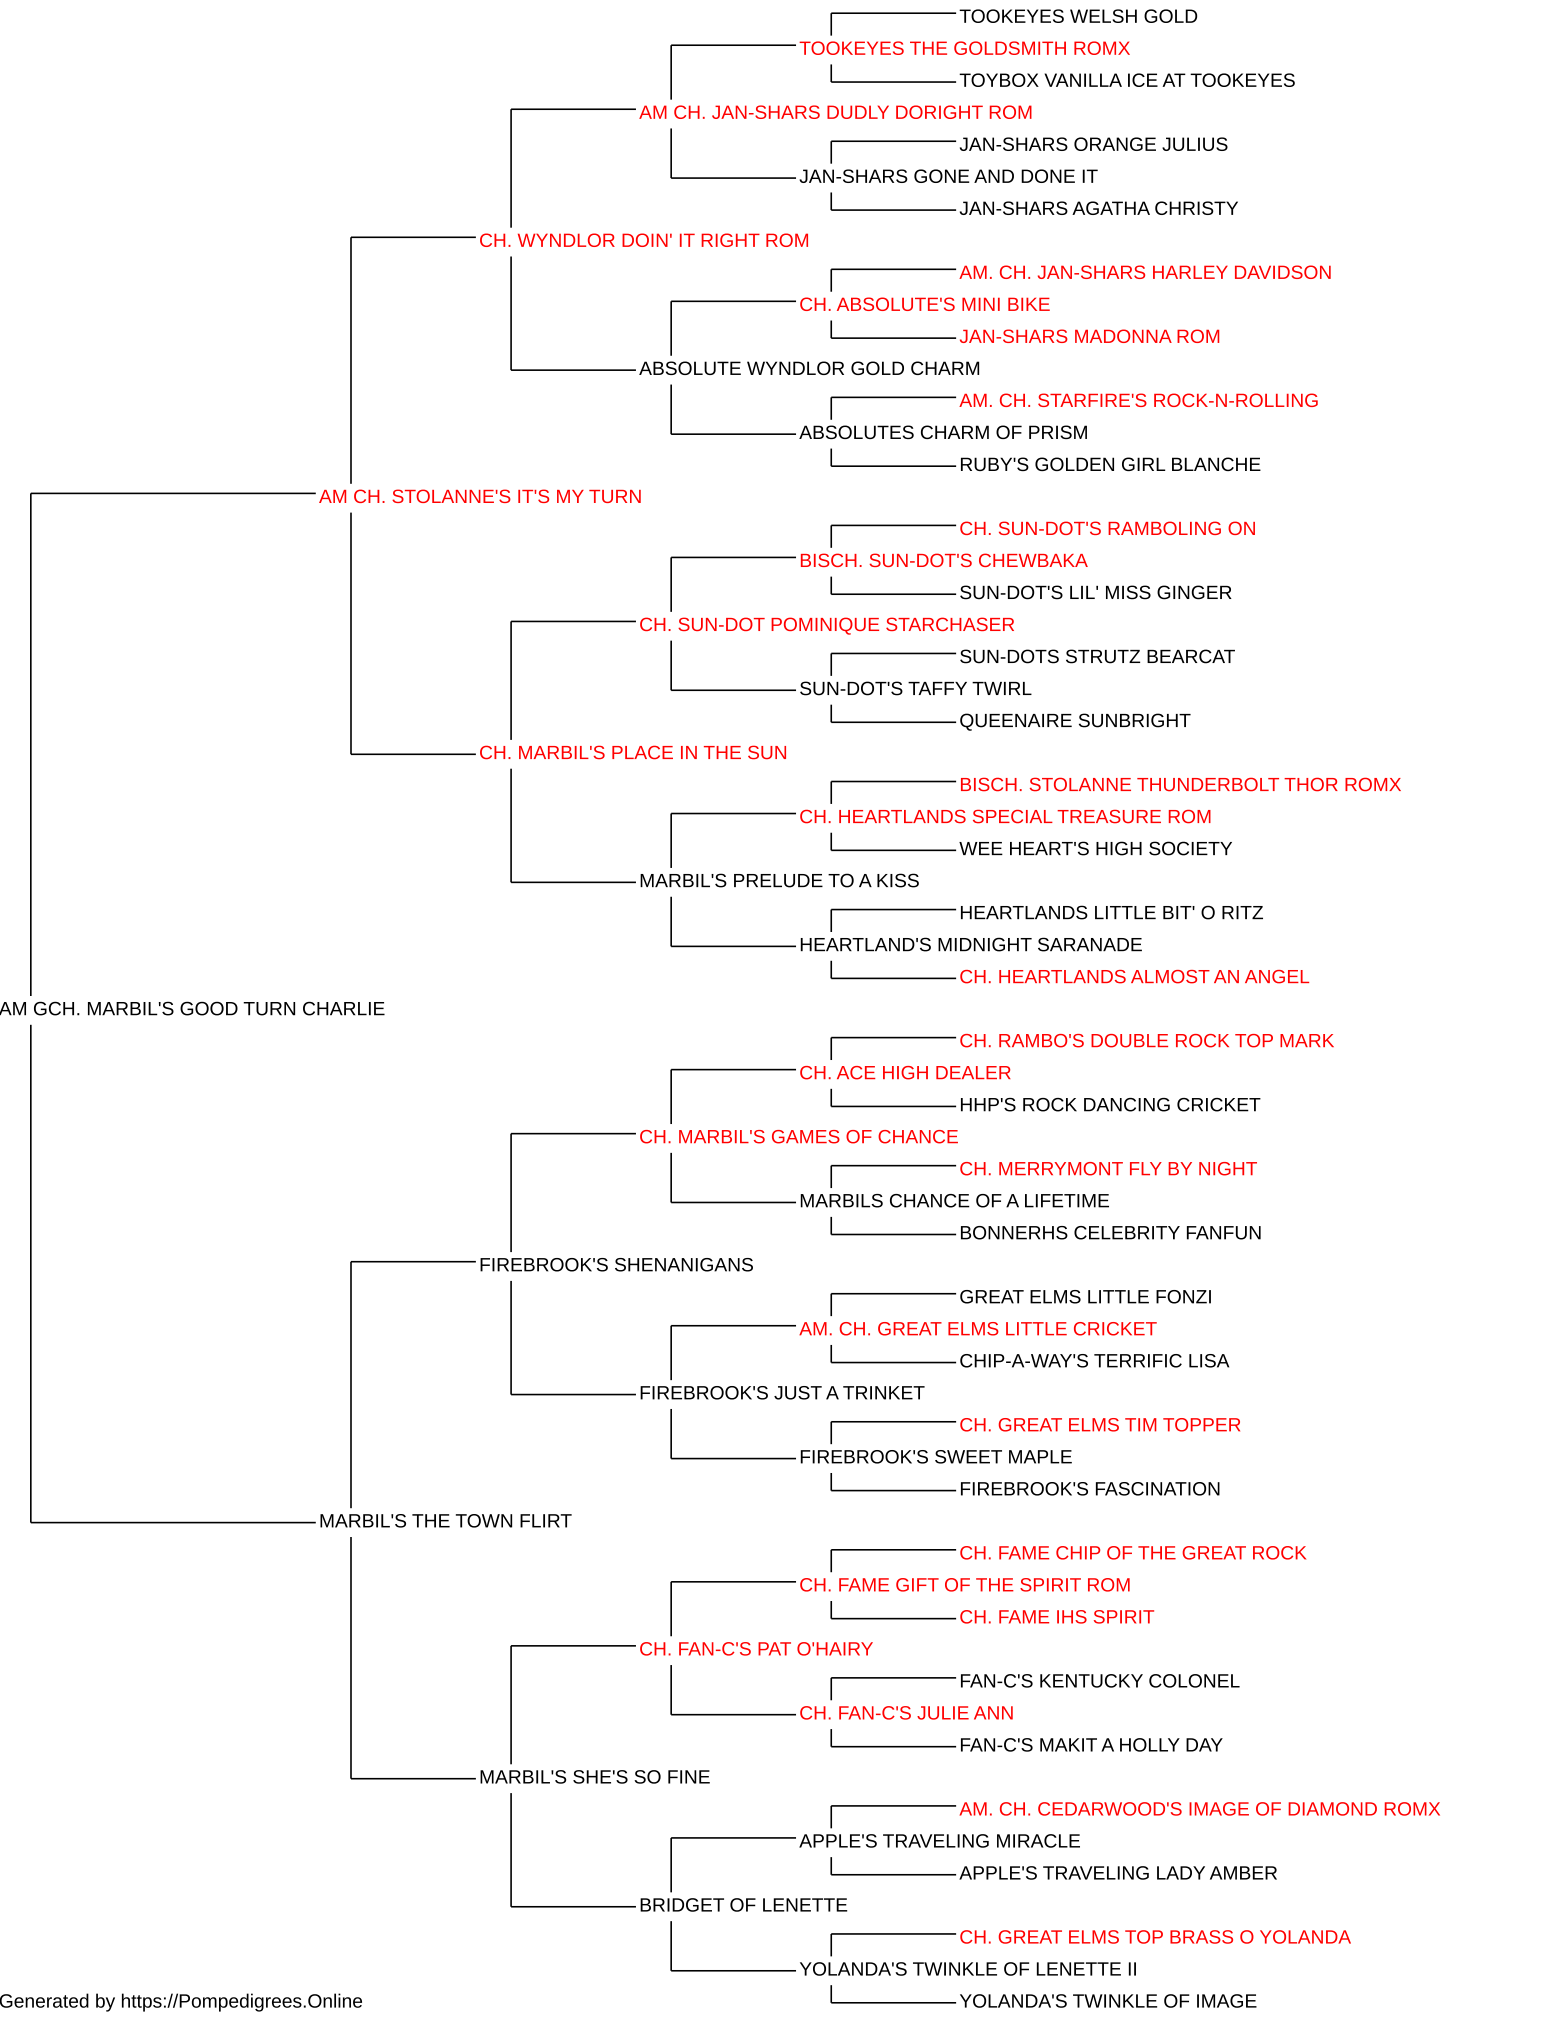 TOOKEYES WELSH GOLD
TOOKEYES THE GOLDSMITH ROMX
TOYBOX VANILLA ICE AT TOOKEYES
AM CH. JAN-SHARS DUDLY DORIGHT ROM
JAN-SHARS ORANGE JULIUS
JAN-SHARS GONE AND DONE IT
JAN-SHARS AGATHA CHRISTY
CH. WYNDLOR DOIN' IT RIGHT ROM
AM. CH. JAN-SHARS HARLEY DAVIDSON
CH. ABSOLUTE'S MINI BIKE
JAN-SHARS MADONNA ROM
ABSOLUTE WYNDLOR GOLD CHARM
AM. CH. STARFIRE'S ROCK-N-ROLLING
ABSOLUTES CHARM OF PRISM
RUBY'S GOLDEN GIRL BLANCHE
AM CH. STOLANNE'S IT'S MY TURN
CH. SUN-DOT'S RAMBOLING ON
BISCH. SUN-DOT'S CHEWBAKA
SUN-DOT'S LIL' MISS GINGER
CH. SUN-DOT POMINIQUE STARCHASER
SUN-DOTS STRUTZ BEARCAT
SUN-DOT'S TAFFY TWIRL
QUEENAIRE SUNBRIGHT
CH. MARBIL'S PLACE IN THE SUN
BISCH. STOLANNE THUNDERBOLT THOR ROMX
CH. HEARTLANDS SPECIAL TREASURE ROM
WEE HEART'S HIGH SOCIETY
MARBIL'S PRELUDE TO A KISS
HEARTLANDS LITTLE BIT' O RITZ
HEARTLAND'S MIDNIGHT SARANADE
CH. HEARTLANDS ALMOST AN ANGEL
AM GCH. MARBIL'S GOOD TURN CHARLIE
CH. RAMBO'S DOUBLE ROCK TOP MARK
CH. ACE HIGH DEALER
HHP'S ROCK DANCING CRICKET
CH. MARBIL'S GAMES OF CHANCE
CH. MERRYMONT FLY BY NIGHT
MARBILS CHANCE OF A LIFETIME
BONNERHS CELEBRITY FANFUN
FIREBROOK'S SHENANIGANS
GREAT ELMS LITTLE FONZI
AM. CH. GREAT ELMS LITTLE CRICKET
CHIP-A-WAY'S TERRIFIC LISA
FIREBROOK'S JUST A TRINKET
CH. GREAT ELMS TIM TOPPER
FIREBROOK'S SWEET MAPLE
FIREBROOK'S FASCINATION
MARBIL'S THE TOWN FLIRT
CH. FAME CHIP OF THE GREAT ROCK
CH. FAME GIFT OF THE SPIRIT ROM
CH. FAME IHS SPIRIT
CH. FAN-C'S PAT O'HAIRY
FAN-C'S KENTUCKY COLONEL
CH. FAN-C'S JULIE ANN
FAN-C'S MAKIT A HOLLY DAY
MARBIL'S SHE'S SO FINE
AM. CH. CEDARWOOD'S IMAGE OF DIAMOND ROMX
APPLE'S TRAVELING MIRACLE
APPLE'S TRAVELING LADY AMBER
BRIDGET OF LENETTE
CH. GREAT ELMS TOP BRASS O YOLANDA
YOLANDA'S TWINKLE OF LENETTE II
YOLANDA'S TWINKLE OF IMAGE
Generated by https://Pompedigrees.Online